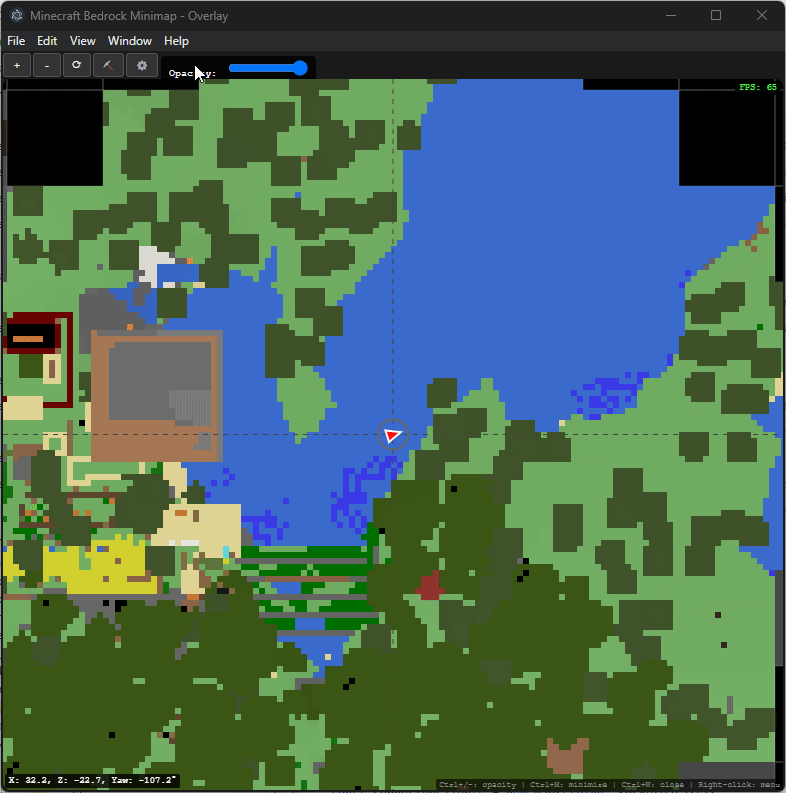 Minecraft Bedrock Minimap - Overlay
File Edit View Window Help
+ - ⟳
Opacity:
FPS: 65
X: 32.2, Z: -22.7, Yaw: -107.2°
Ctrl+/-: opacity | Ctrl+M: minimize | Ctrl+W: close | Right-click: menu